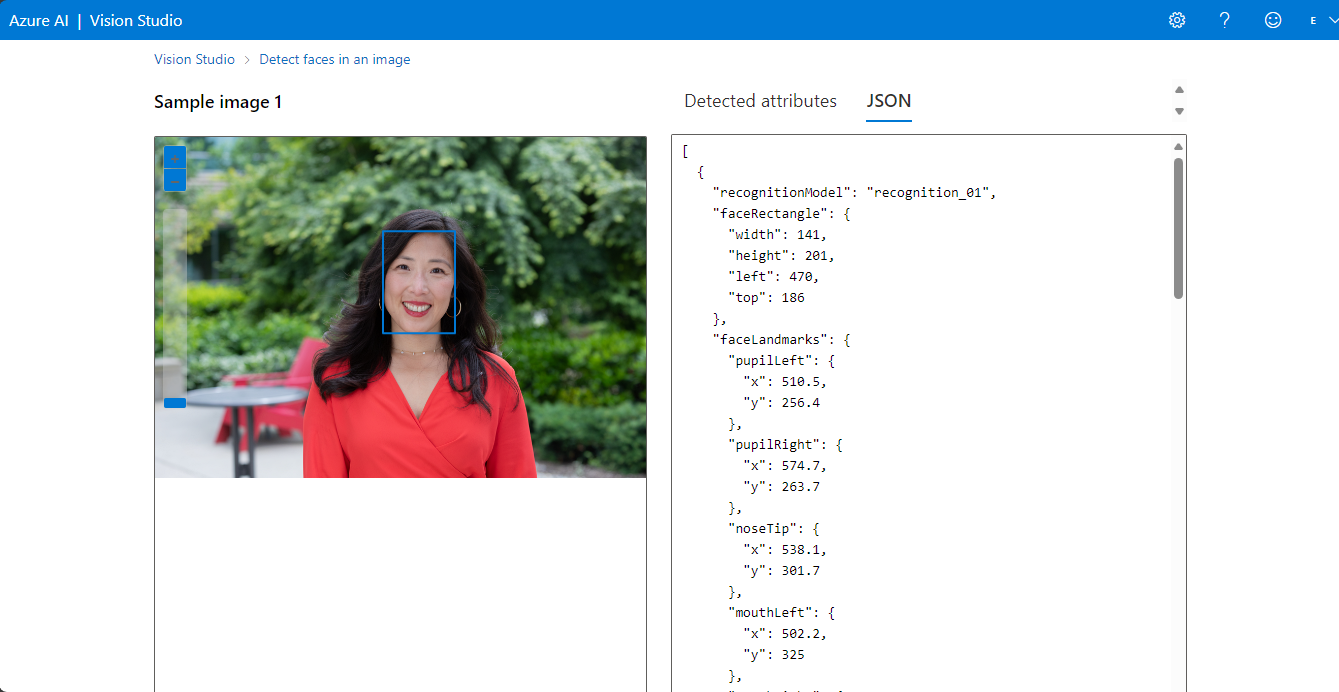 Azure AI | Vision Studio
E
Vision Studio > Detect faces in an image
Sample image 1
Detected attributes JSON
[
{
"recognitionModel": "recognition_01",
"faceRectangle": {
"width": 141,
"height": 201,
"left": 470,
"top": 186
},
"faceLandmarks": {
"pupilLeft": {
"x": 510.5,
"y": 256.4
},
"pupilRight": {
"x": 574.7,
"y": 263.7
},
"noseTip": {
"x": 538.1,
"y": 301.7
},
"mouthLeft": {
"x": 502.2,
"y": 325
},